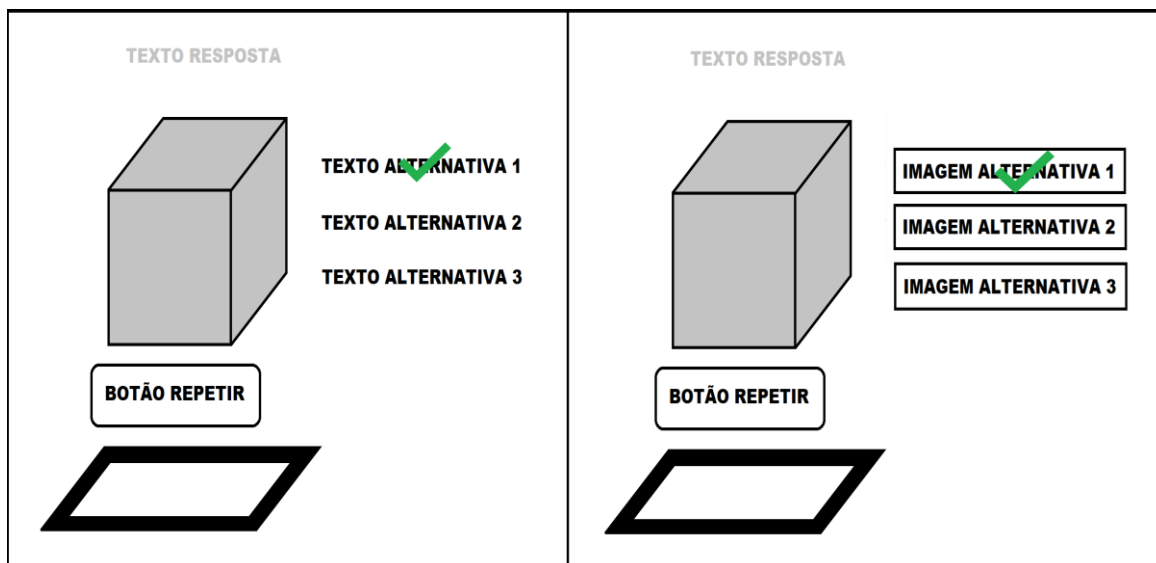 TEXTO RESPOSTA
TEXTO ALTERNATIVA 1
TEXTO ALTERNATIVA 2
TEXTO ALTERNATIVA 3
BOTÃO REPETIR
TEXTO RESPOSTA
IMAGEM ALTERNATIVA 1
IMAGEM ALTERNATIVA 2
IMAGEM ALTERNATIVA 3
BOTÃO REPETIR